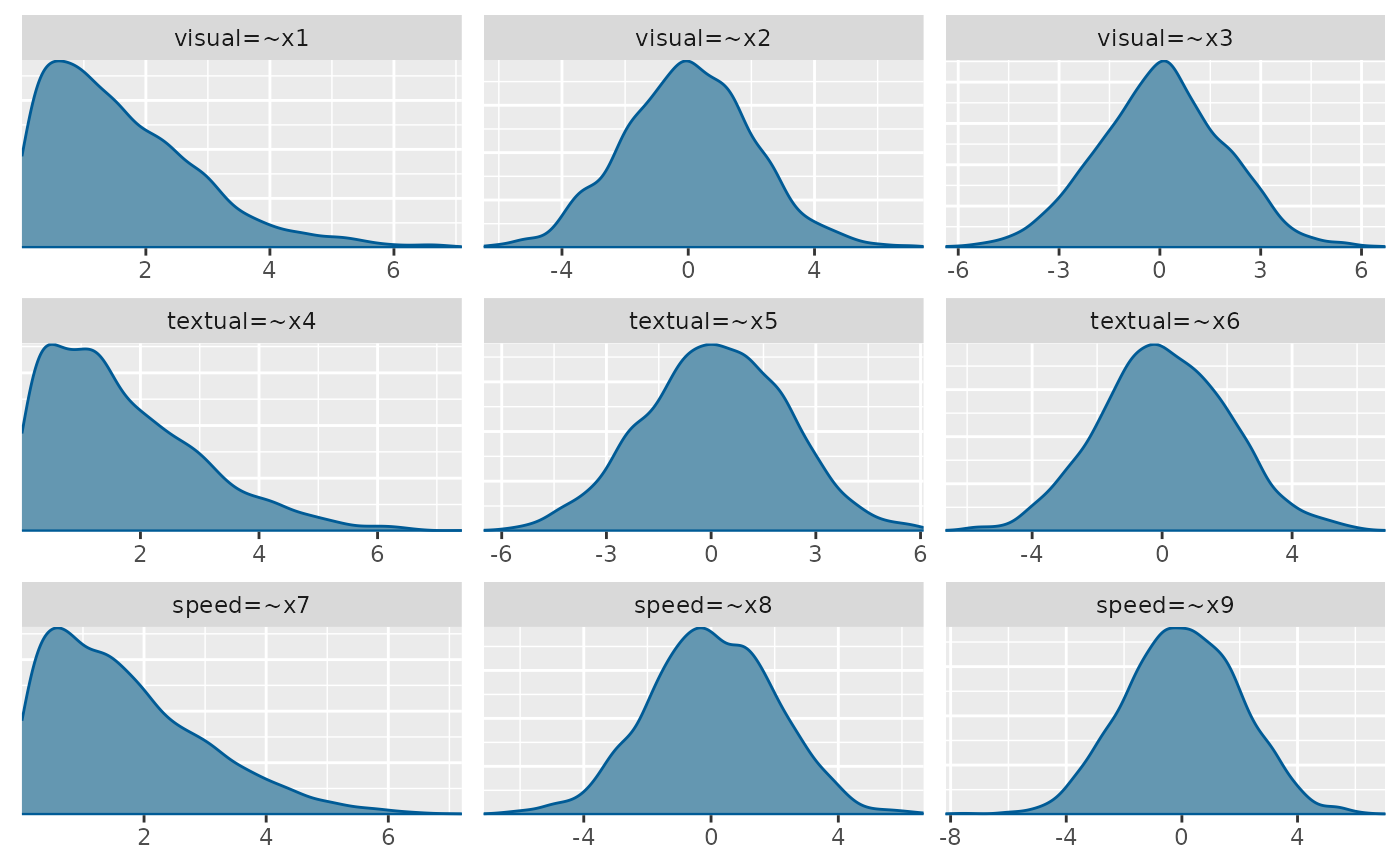 visual=~x1 visual=~x2 visual=~x3
2 4 6 -4 0 4 -6 -3 0 3 6
textual=~x4 textual=~x5 textual=~x6
2 4 6 -6 -3 0 3 6 -4 0 4
speed=~x7 speed=~x8 speed=~x9
2 4 6 -4 0 4 -8 -4 0 4